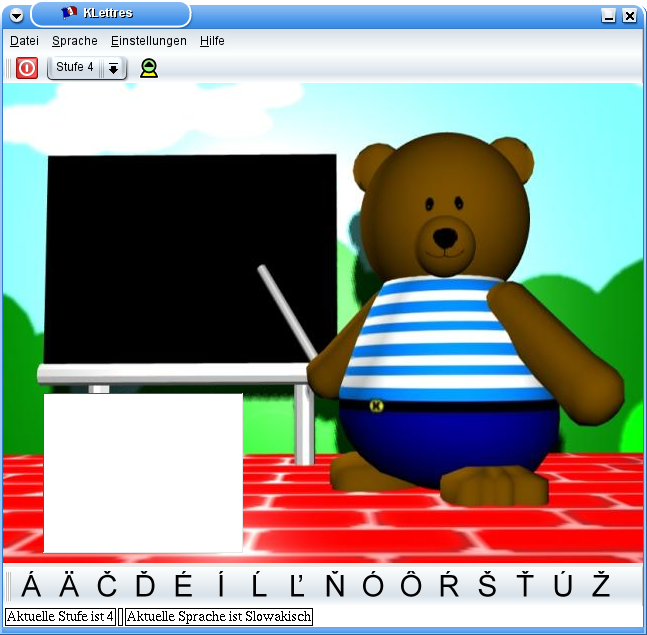 KLettres
Datei Sprache Einstellungen Hilfe
Stufe 4
K
Á Ä Č Ď É Í Ĺ Ľ Ň Ó Ô Ŕ Š Ť Ú Ž
Aktuelle Stufe ist 4 Aktuelle Sprache ist Slowakisch